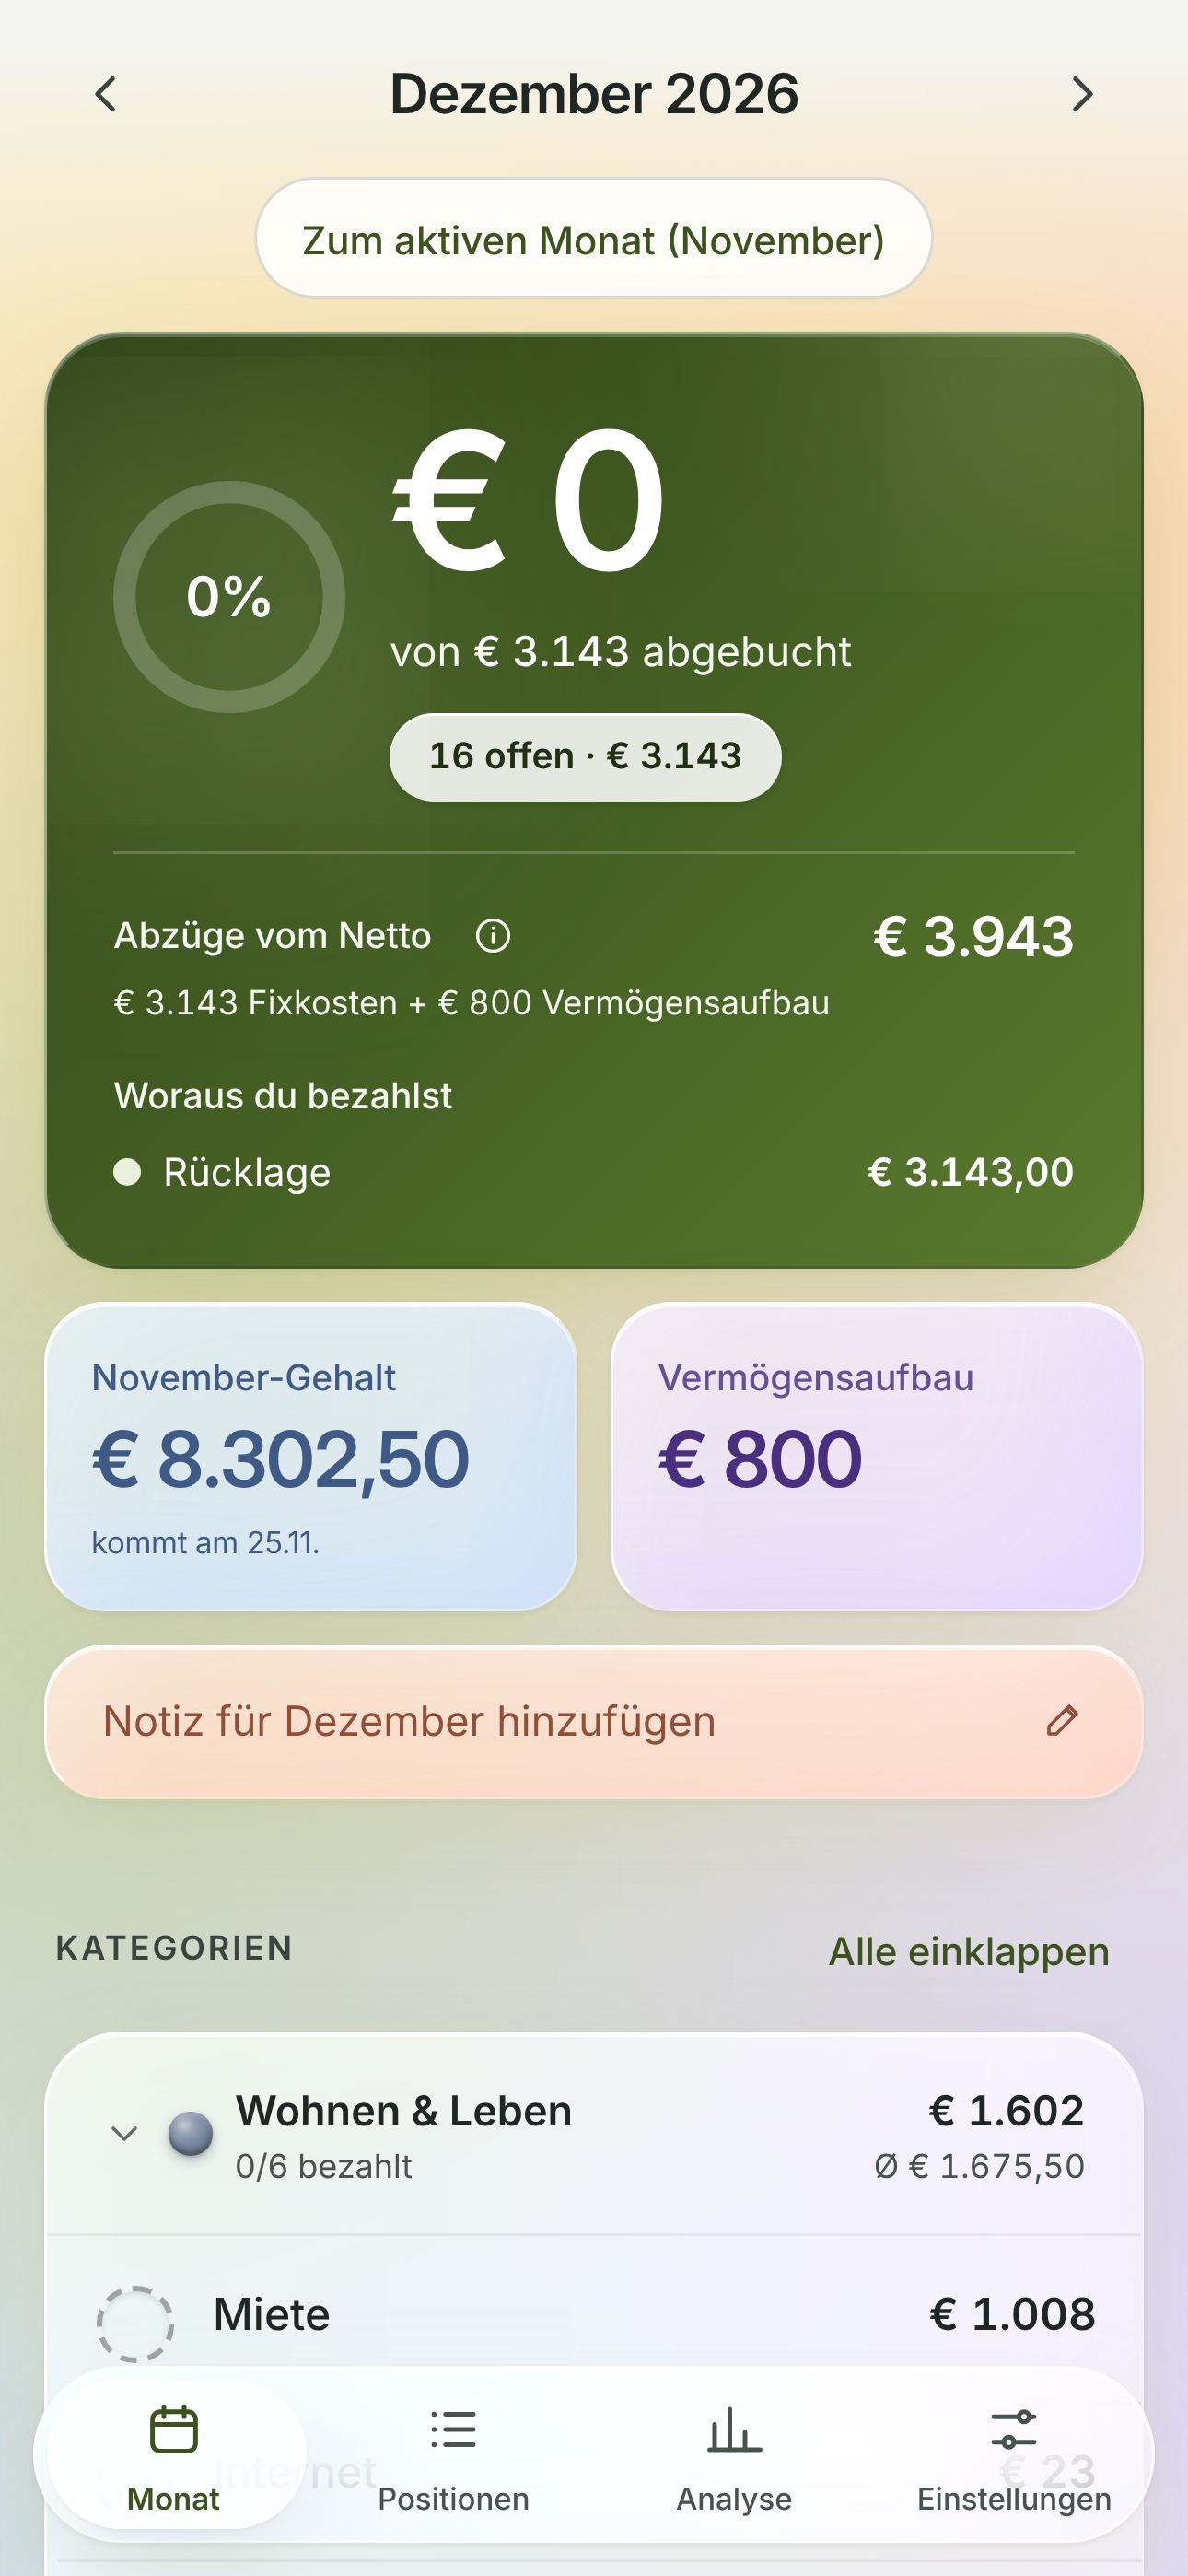 Dezember 2026
Zum aktiven Monat (November)
€ 0
0%
von € 3.143 abgebucht
16 offen · € 3.143
Abzüge vom Netto € 3.943
€ 3.143 Fixkosten + € 800 Vermögensaufbau
Woraus du bezahlst
Rücklage € 3.143,00
November-Gehalt
€ 8.302,50
kommt am 25.11.
Vermögensaufbau
€ 800
Notiz für Dezember hinzufügen
KATEGORIEN Alle einklappen
Wohnen & Leben € 1.602
0/6 bezahlt Ø € 1.675,50
Miete € 1.008
Internet € 23
Monat Positionen Analyse Einstellungen